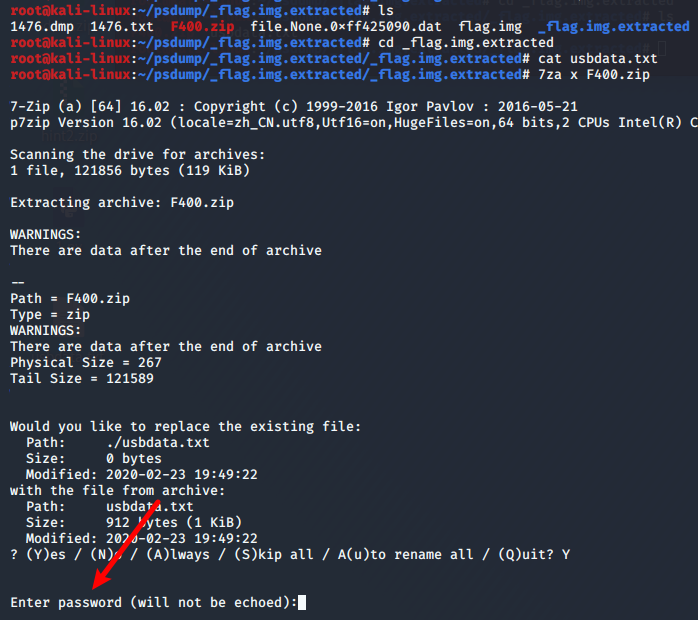 root@kali-linux:~/psdump/_flag.img.extracted# ls
1476.dmp 1476.txt F400.zip file.None.0×ff425090.dat flag.img _flag.img.extracted
root@kali-linux:~/psdump/_flag.img.extracted# cd _flag.img.extracted
root@kali-linux:~/psdump/_flag.img.extracted/_flag.img.extracted# cat usbdata.txt
root@kali-linux:~/psdump/_flag.img.extracted/_flag.img.extracted# 7za x F400.zip
7-Zip (a) [64] 16.02 : Copyright (c) 1999-2016 Igor Pavlov : 2016-05-21
p7zip Version 16.02 (locale=zh_CN.utf8,Utf16=on,HugeFiles=on,64 bits,2 CPUs Intel(R) C
Scanning the drive for archives:
1 file, 121856 bytes (119 KiB)
Extracting archive: F400.zip
WARNINGS:
There are data after the end of archive
--
Path = F400.zip
Type = zip
WARNINGS:
There are data after the end of archive
Physical Size = 267
Tail Size = 121589
Would you like to replace the existing file:
Path: ./usbdata.txt
Size: 0 bytes
Modified: 2020-02-23 19:49:22
with the file from archive:
Path: usbdata.txt
Size: 912 bytes (1 KiB)
Modified: 2020-02-23 19:49:22
? (Y)es / (N)o / (A)lways / (S)kip all / A(u)to rename all / (Q)uit? Y
Enter password (will not be echoed):